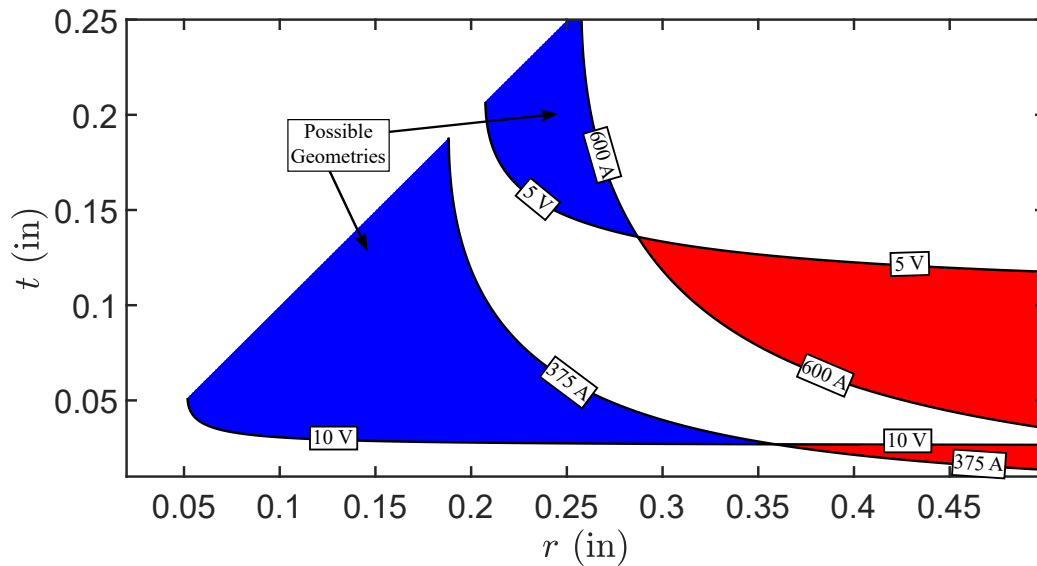 0.25
0.2
0.15
0.1
0.05
t (in)
Possible
Geometries
600 A
5 V
5 V
375 A
600 A
10 V
10 V
375 A
0.05 0.1 0.15 0.2 0.25 0.3 0.35 0.4 0.45
r (in)